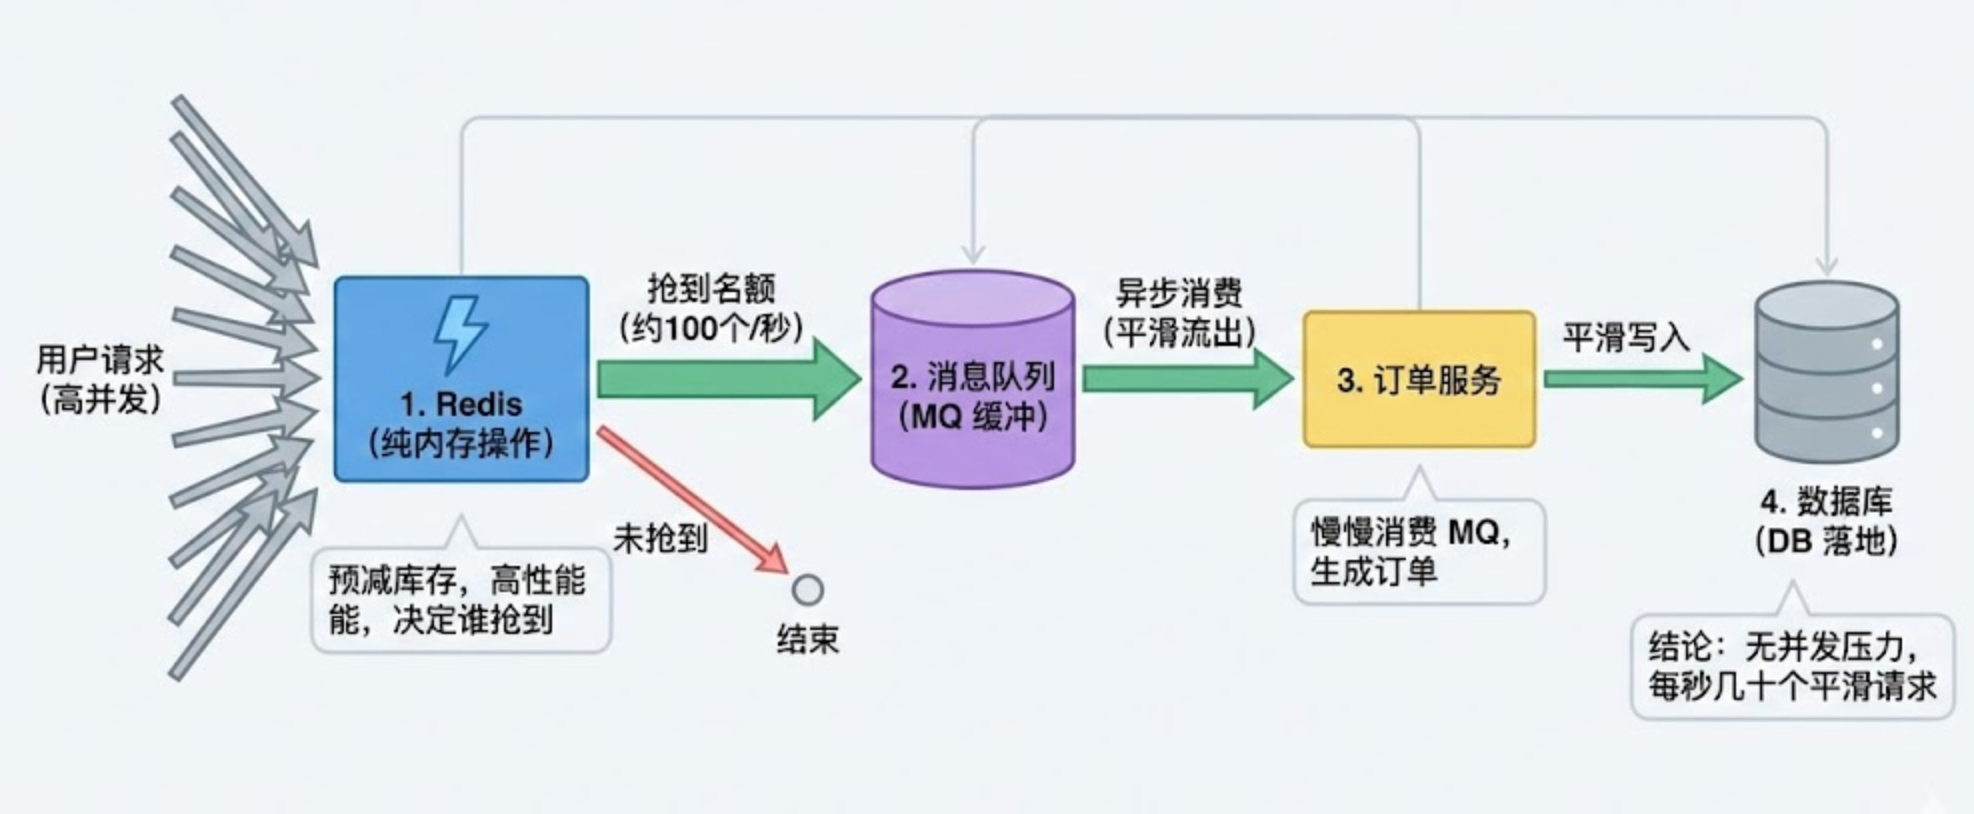 用户请求
(高并发)
1. Redis
(纯内存操作)
预减库存，高性能
能，决定谁抢到
抢到名额
(约100个/秒)
未抢到
结束
2. 消息队列
(MQ 缓冲)
异步消费
(平滑流出)
3. 订单服务
慢慢消费 MQ，
生成订单
平滑写入
4. 数据库
(DB 落地)
结论：无并发压力，
每秒几十个平滑请求